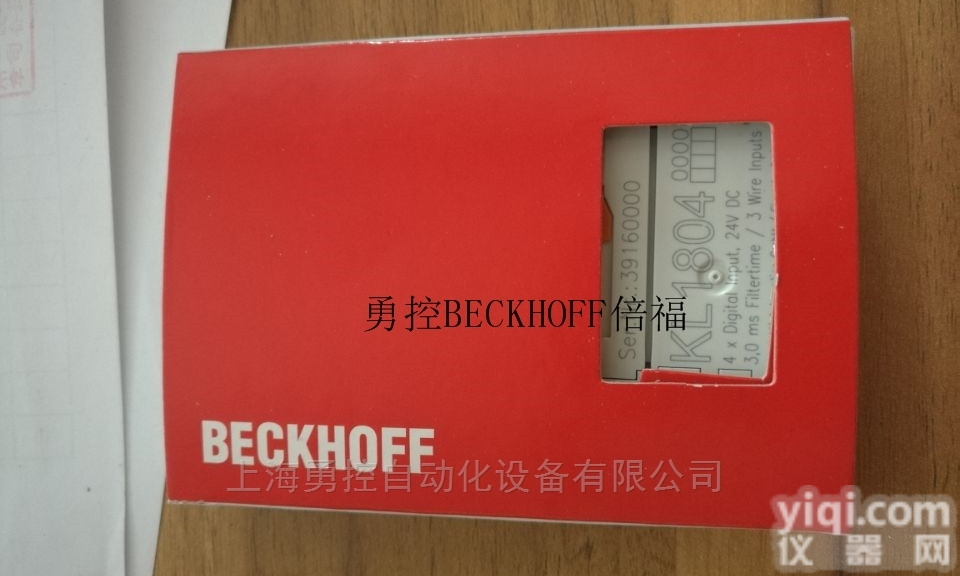 Ser :39160000
KL1804 0000
4 x Digital Input, 24V DC
3,0 ms Filtertime / 3 Wire Inputs
勇控BECKHOFF倍福
BECKHOFF
上海勇控自动化设备有限公司
yiqi.com
仪器网